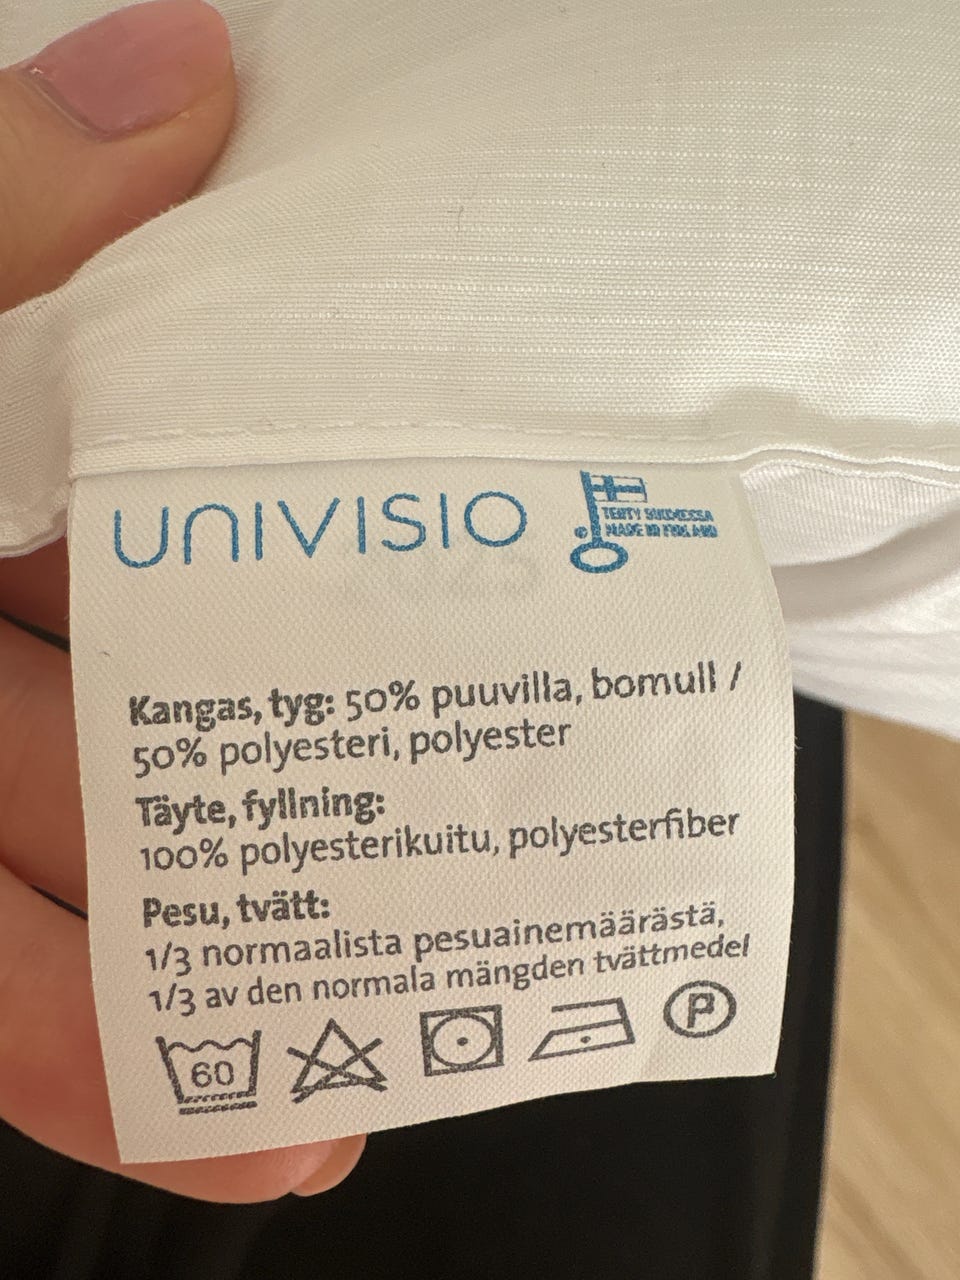 UNIVISIO
TEHTY SUOMESSA
MADE IN FINLAND
Kangas, tyg: 50% puuvilla, bomull /
50% polyesteri, polyester
Täyte, fyllning:
100% polyesterikuitu, polyesterfiber
Pesu, tvätt:
1/3 normaalista pesuainemäärästä,
1/3 av den normala mängden tvättmedel
60 P